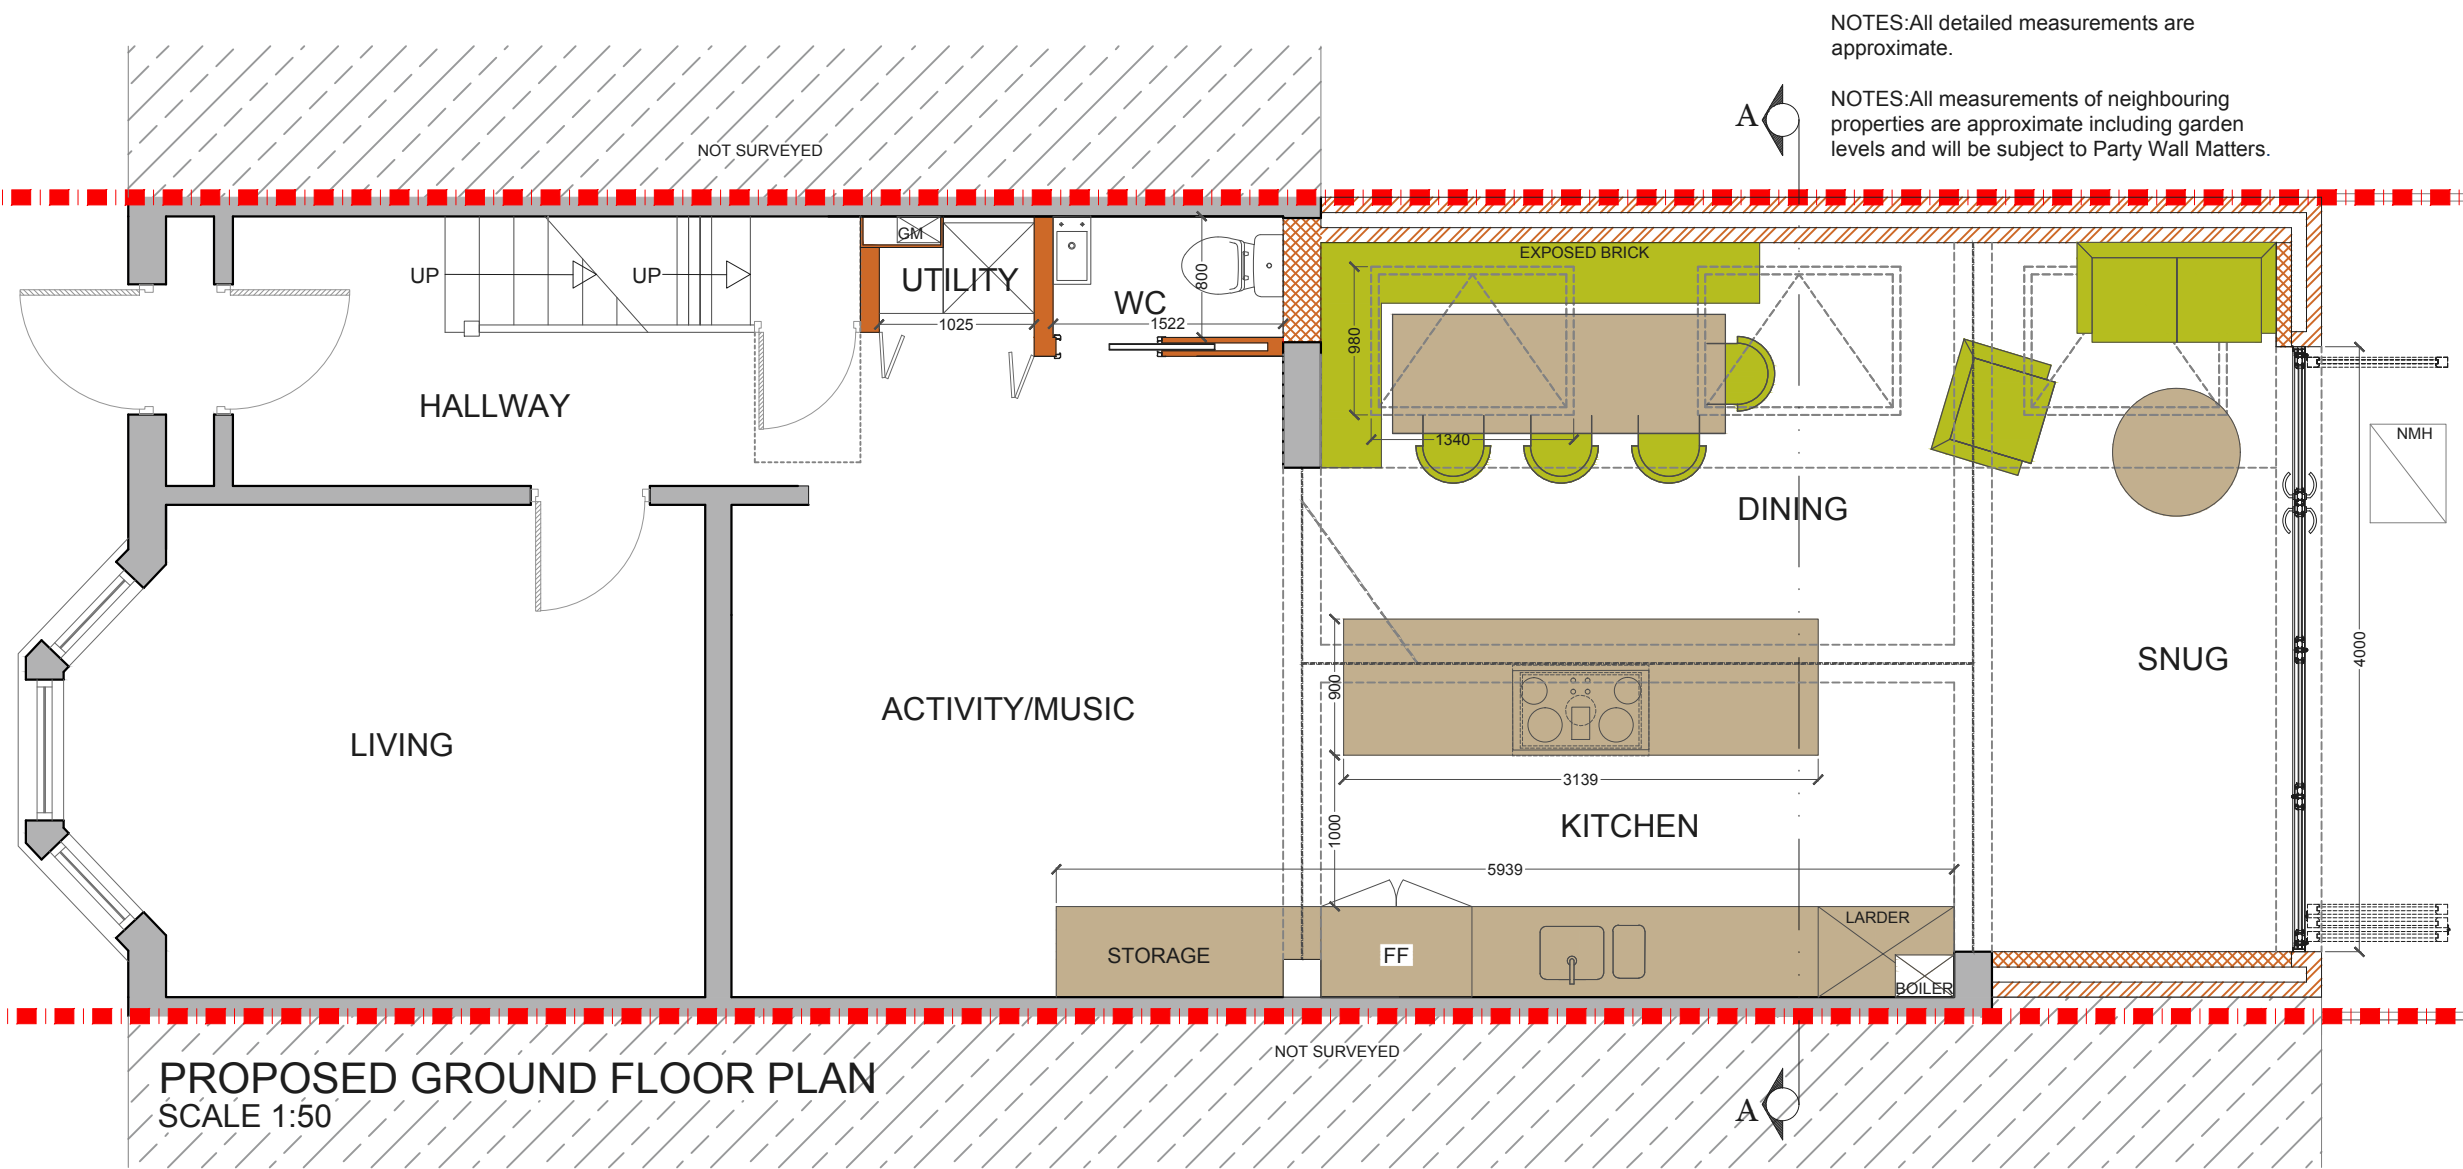 NOTES:All detailed measurements are
approximate.
NOTES:All measurements of neighbouring
properties are approximate including garden
levels and will be subject to Party Wall Matters.
A
NOT SURVEYED
GM
UP
UP
UTILITY
1025
WC
1522
800
EXPOSED BRICK
980
1340
HALLWAY
NMH
DINING
SNUG
4000
900
ACTIVITY/MUSIC
LIVING
3139
KITCHEN
1000
5939
LARDER
STORAGE
FF
BOILER
NOT SURVEYED
PROPOSED GROUND FLOOR PLAN
SCALE 1:50
A